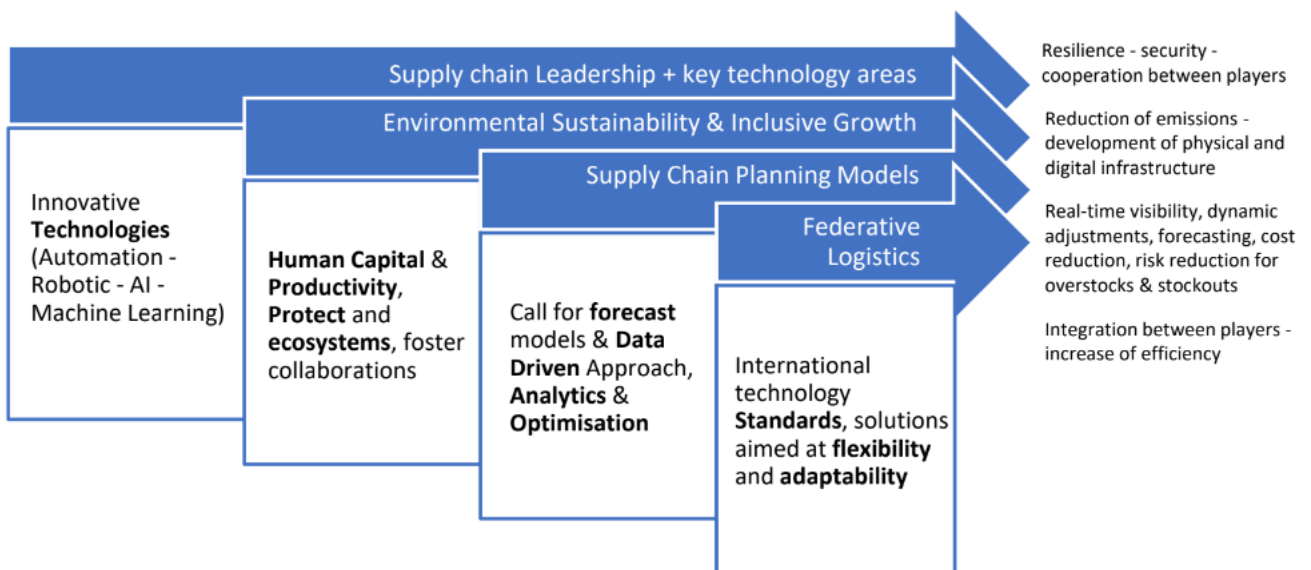 Supply chain Leadership + key technology areas
Environmental Sustainability & Inclusive Growth
Supply Chain Planning Models
Federative
Logistics
Innovative
Technologies
(Automation -
Robotic - AI -
Machine Learning)
Human Capital &
Productivity,
Protect and
ecosystems, foster
collaborations
Call for forecast
models & Data
Driven Approach,
Analytics &
Optimisation
International
technology
Standards, solutions
aimed at flexibility
and adaptability
Resilience - security -
cooperation between players
Reduction of emissions -
development of physical and
digital infrastructure
Real-time visibility, dynamic
adjustments, forecasting, cost
reduction, risk reduction for
overstocks & stockouts
Integration between players -
increase of efficiency